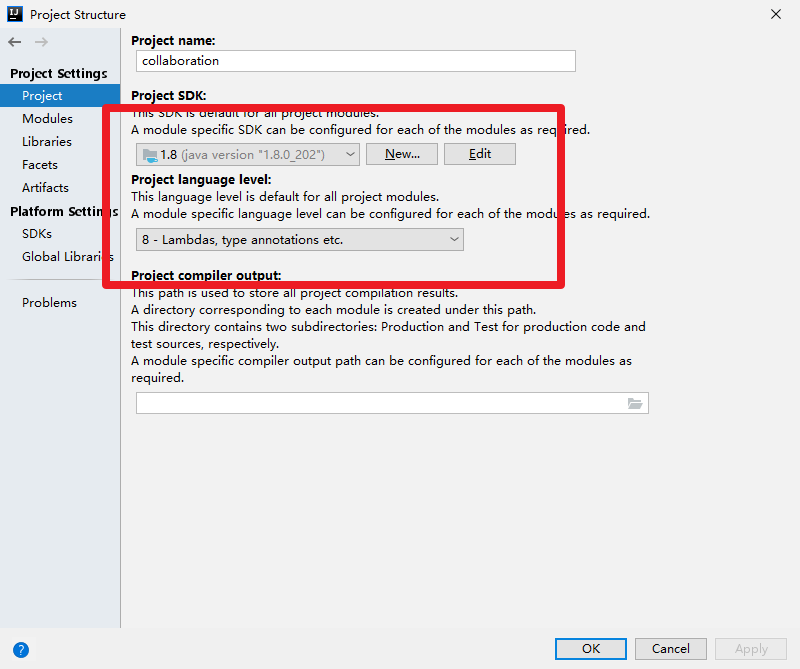 Project Structure
Project Settings
Project
Modules
Libraries
Facets
Artifacts
Platform Settings
SDKs
Global Libraries
Problems
Project name:
collaboration
Project SDK:
This SDK is default for all project modules.
A module specific SDK can be configured for each of the modules as required.
1.8 (java version "1.8.0_202")
New...
Edit
Project language level:
This language level is default for all project modules.
A module specific language level can be configured for each of the modules as required.
8 - Lambdas, type annotations etc.
Project compiler output:
This path is used to store all project compilation results.
A directory corresponding to each module is created under this path.
This directory contains two subdirectories: Production and Test for production code and
test sources, respectively.
A module specific compiler output path can be configured for each of the modules as
required.
?
OK
Cancel
Apply